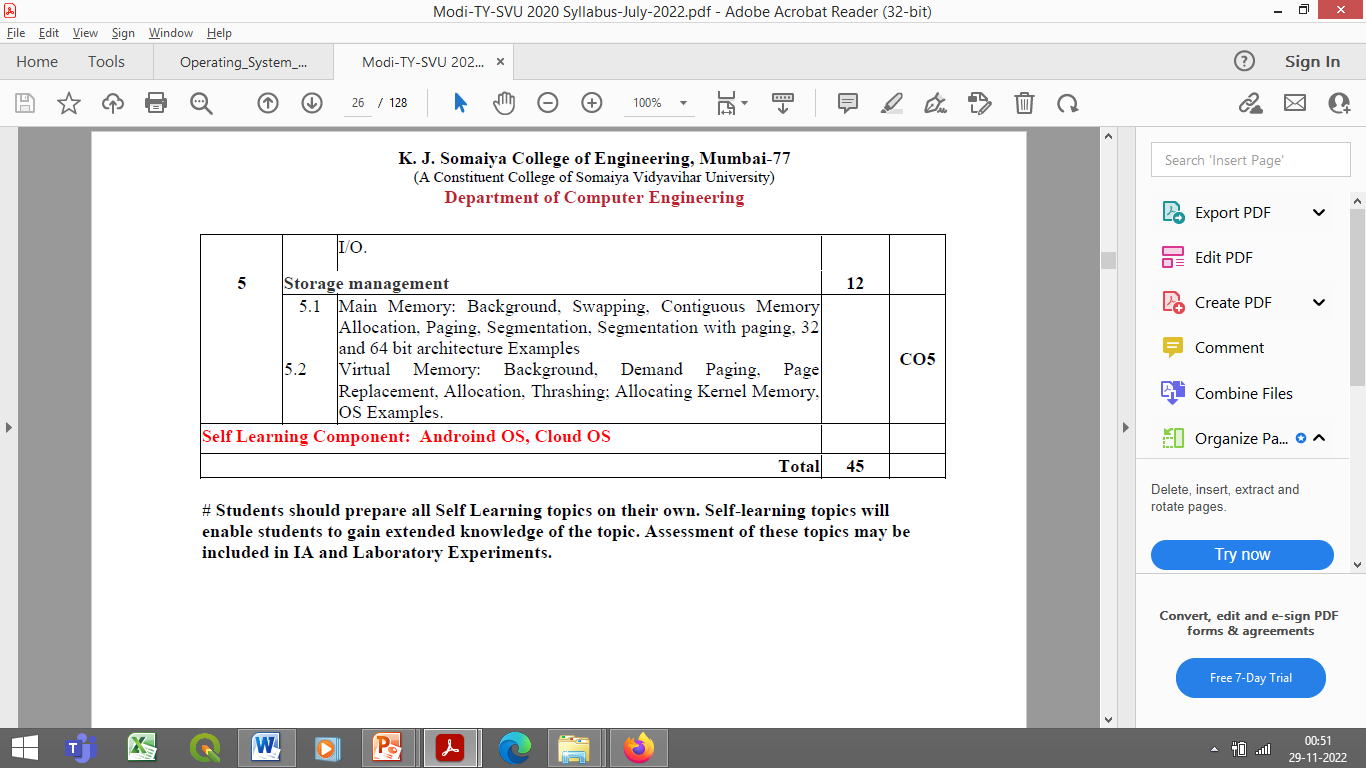 Modi-TY-SVU 2020 Syllabus-July-2022.pdf - Adobe Acrobat Reader (32-bit)
File Edit View Sign Window Help
Home Tools Operating_System_... Modi-TY-SVU 202... × Sign In
26 / 128 100%
K. J. Somaiya College of Engineering, Mumbai-77
(A Constituent College of Somaiya Vidyavihar University)
Department of Computer Engineering
I/O.
5 Storage management 12
5.1 Main Memory: Background, Swapping, Contiguous Memory
Allocation, Paging, Segmentation, Segmentation with paging, 32
and 64 bit architecture Examples
CO5
5.2 Virtual Memory: Background, Demand Paging, Page
Replacement, Allocation, Thrashing; Allocating Kernel Memory,
OS Examples.
Self Learning Component: Androind OS, Cloud OS
Total 45
# Students should prepare all Self Learning topics on their own. Self-learning topics will
enable students to gain extended knowledge of the topic. Assessment of these topics may be
included in IA and Laboratory Experiments.
Search 'Insert Page'
Export PDF
Edit PDF
Create PDF
Comment
Combine Files
Organize Pa...
Delete, insert, extract and
rotate pages.
Try now
Convert, edit and e-sign PDF
forms & agreements
Free 7-Day Trial
00:51
29-11-2022